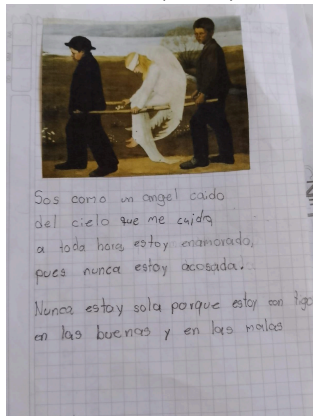 Sos como un angel caido
del cielo que me cuida
a toda hora, estoy enamorado,
pues nunca estoy acosada.
Nunca estoy sola porque estoy con tigo
en las buenas y en las malas